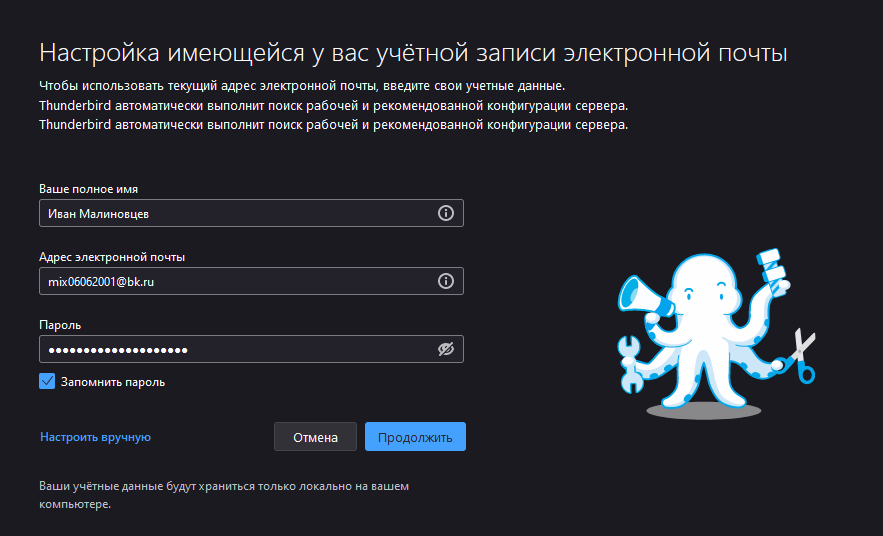 Настройка имеющейся у вас учётной записи электронной почты
Чтобы использовать текущий адрес электронной почты, введите свои учетные данные.
Thunderbird автоматически выполнит поиск рабочей и рекомендованной конфигурации сервера.
Thunderbird автоматически выполнит поиск рабочей и рекомендованной конфигурации сервера.
Ваше полное имя
Иван Малиновцев
Адрес электронной почты
mix06062001@bk.ru
Пароль
••••••••••••••••••••
Запомнить пароль
Настроить вручную
Отмена
Продолжить
Ваши учётные данные будут храниться только локально на вашем
компьютере.